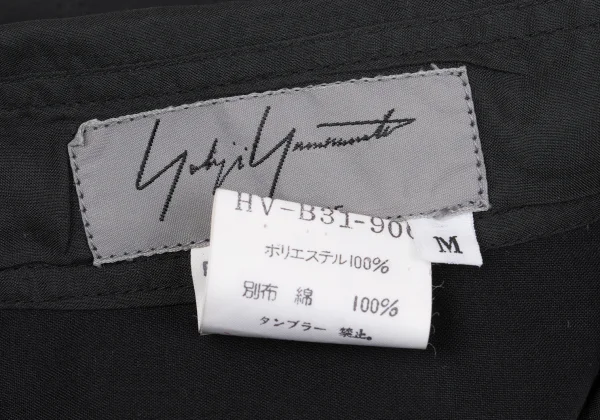 Yohji Yamamoto
HV-B31-900
M
ポリエステル100%
別布 綿 100%
タンブラー 禁止。